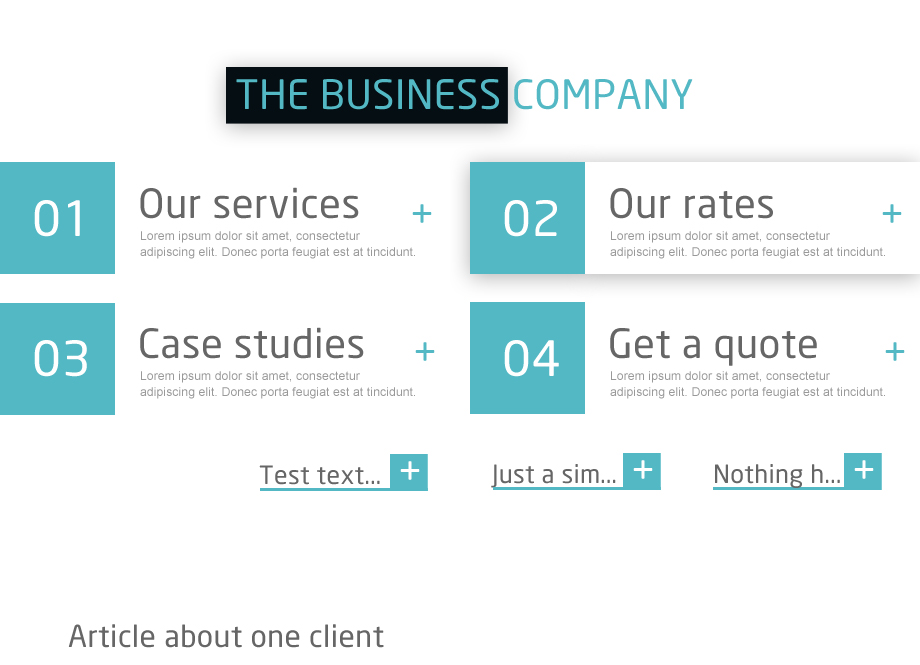 THE BUSINESS COMPANY
01
Our services
+
Lorem ipsum dolor sit amet, consectetur
adipiscing elit. Donec porta feugiat est at tincidunt.
02
Our rates
+
Lorem ipsum dolor sit amet, consectetur
adipiscing elit. Donec porta feugiat est at tincidunt.
03
Case studies
+
Lorem ipsum dolor sit amet, consectetur
adipiscing elit. Donec porta feugiat est at tincidunt.
04
Get a quote
+
Lorem ipsum dolor sit amet, consectetur
adipiscing elit. Donec porta feugiat est at tincidunt.
Test text... +
Just a sim... +
Nothing h... +
Article about one client